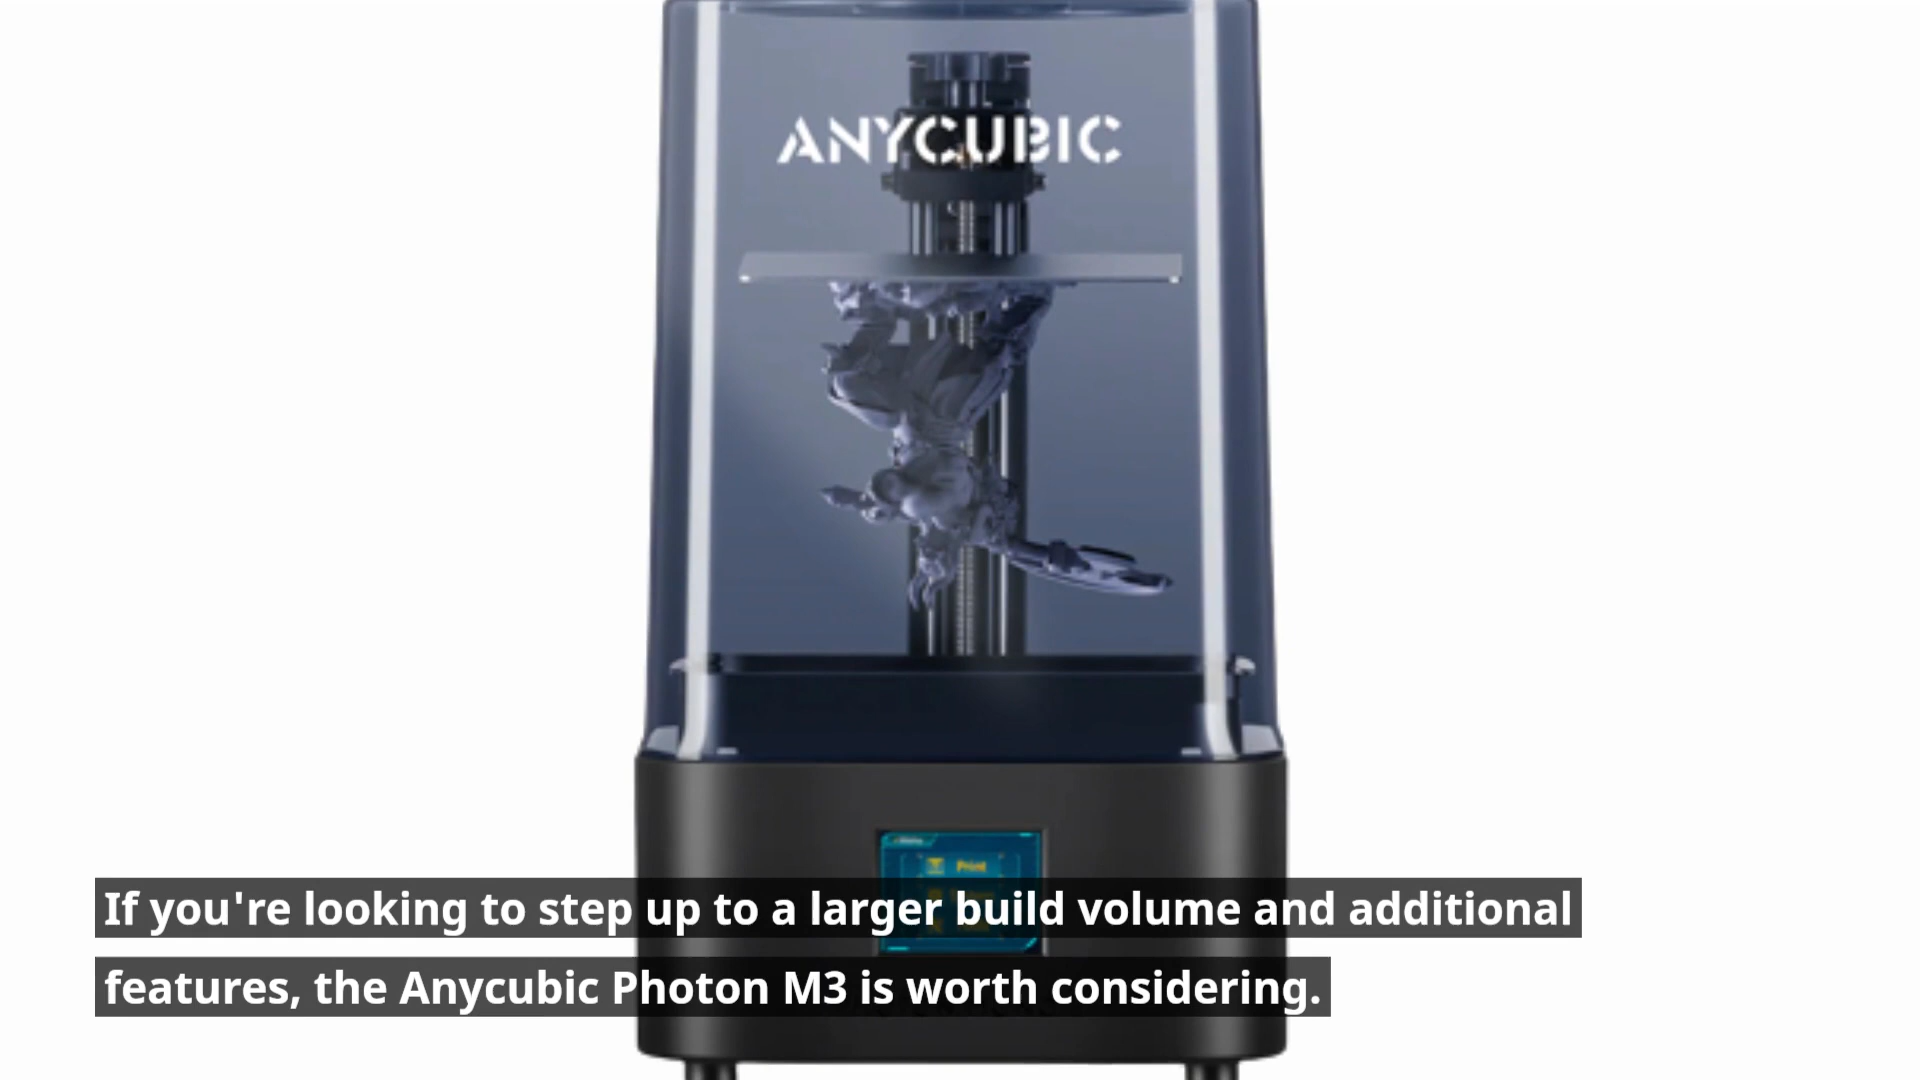 ANYCUBIC
Print
If you're looking to step up to a larger build volume and additional
features, the Anycubic Photon M3 is worth considering.